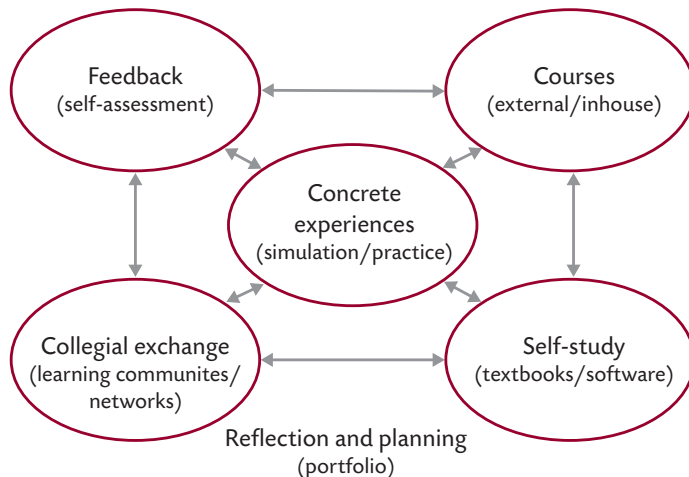 Feedback
(self-assessment)
Courses
(external/inhouse)
Concrete
experiences
(simulation/practice)
Collegial exchange
(learning communites/
networks)
Self-study
(textbooks/software)
Reflection and planning
(portfolio)